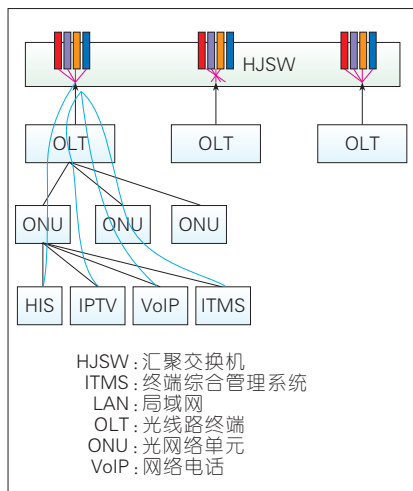 HJSW
OLT OLT OLT
ONU ONU ONU
HIS IPTV VoIP ITMS
HJSW:汇聚交换机
ITMS:终端综合管理系统
LAN:局域网
OLT:光线路终端
ONU:光网络单元
VoIP:网络电话